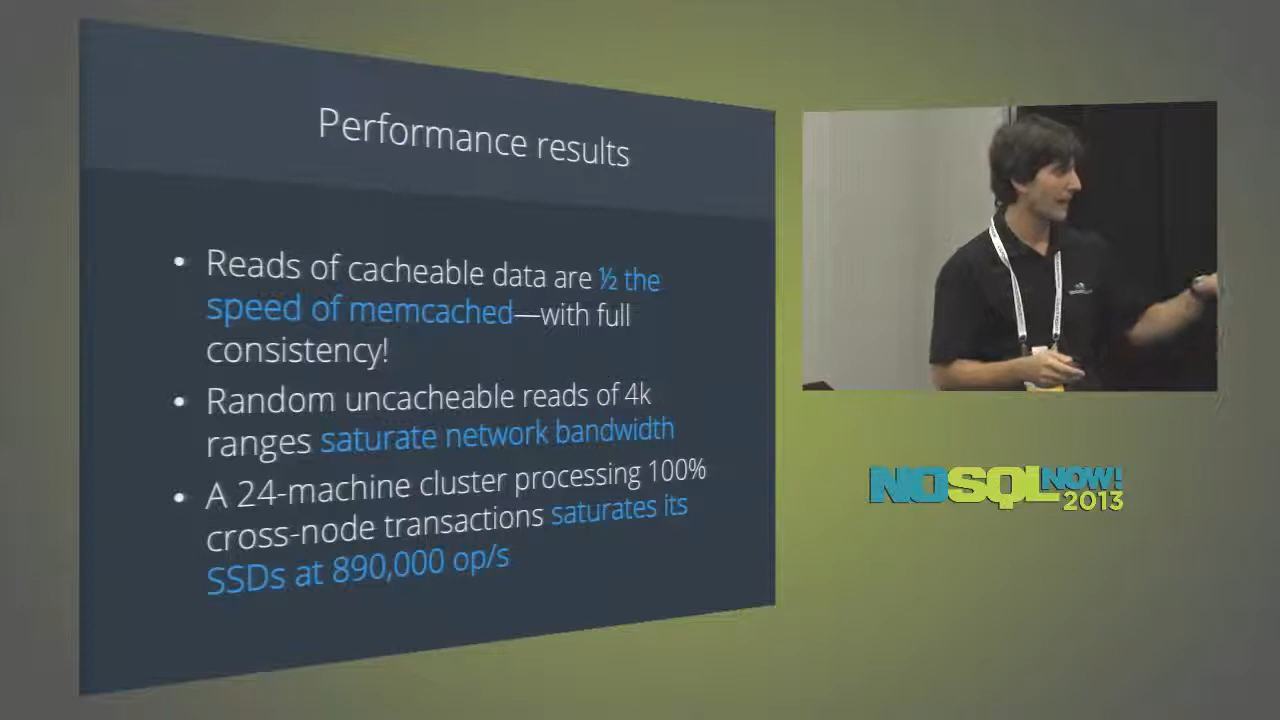 Performance results
• Reads of cacheable data are ½ the
speed of memcached—with full
consistency!
• Random uncacheable reads of 4k
ranges saturate network bandwidth
• A 24-machine cluster processing 100%
cross-node transactions saturates its
SSDs at 890,000 op/s
NOSQLNOW!
2013